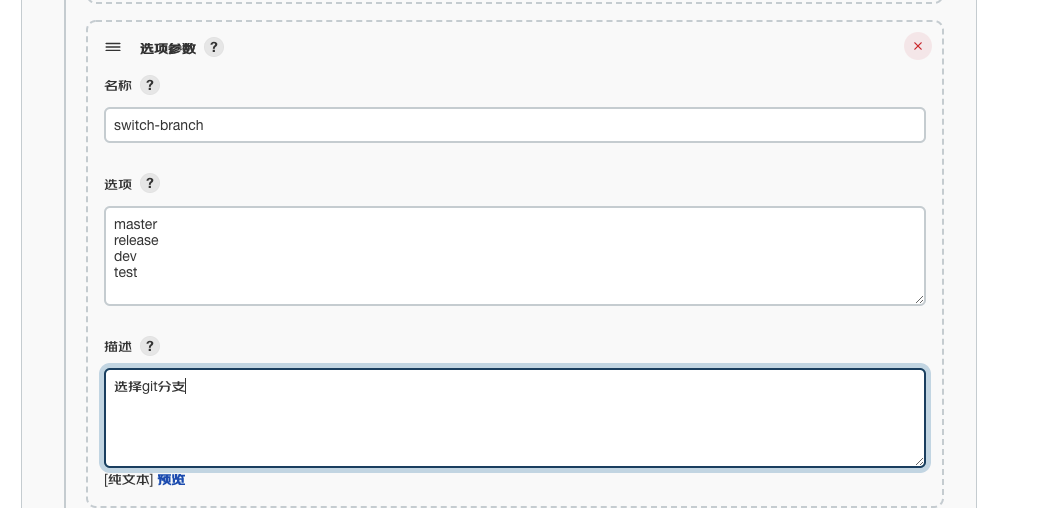 选项参数 ?
名称 ?
switch-branch
选项 ?
master
release
dev
test
描述 ?
选择git分支
[纯文本] 预览